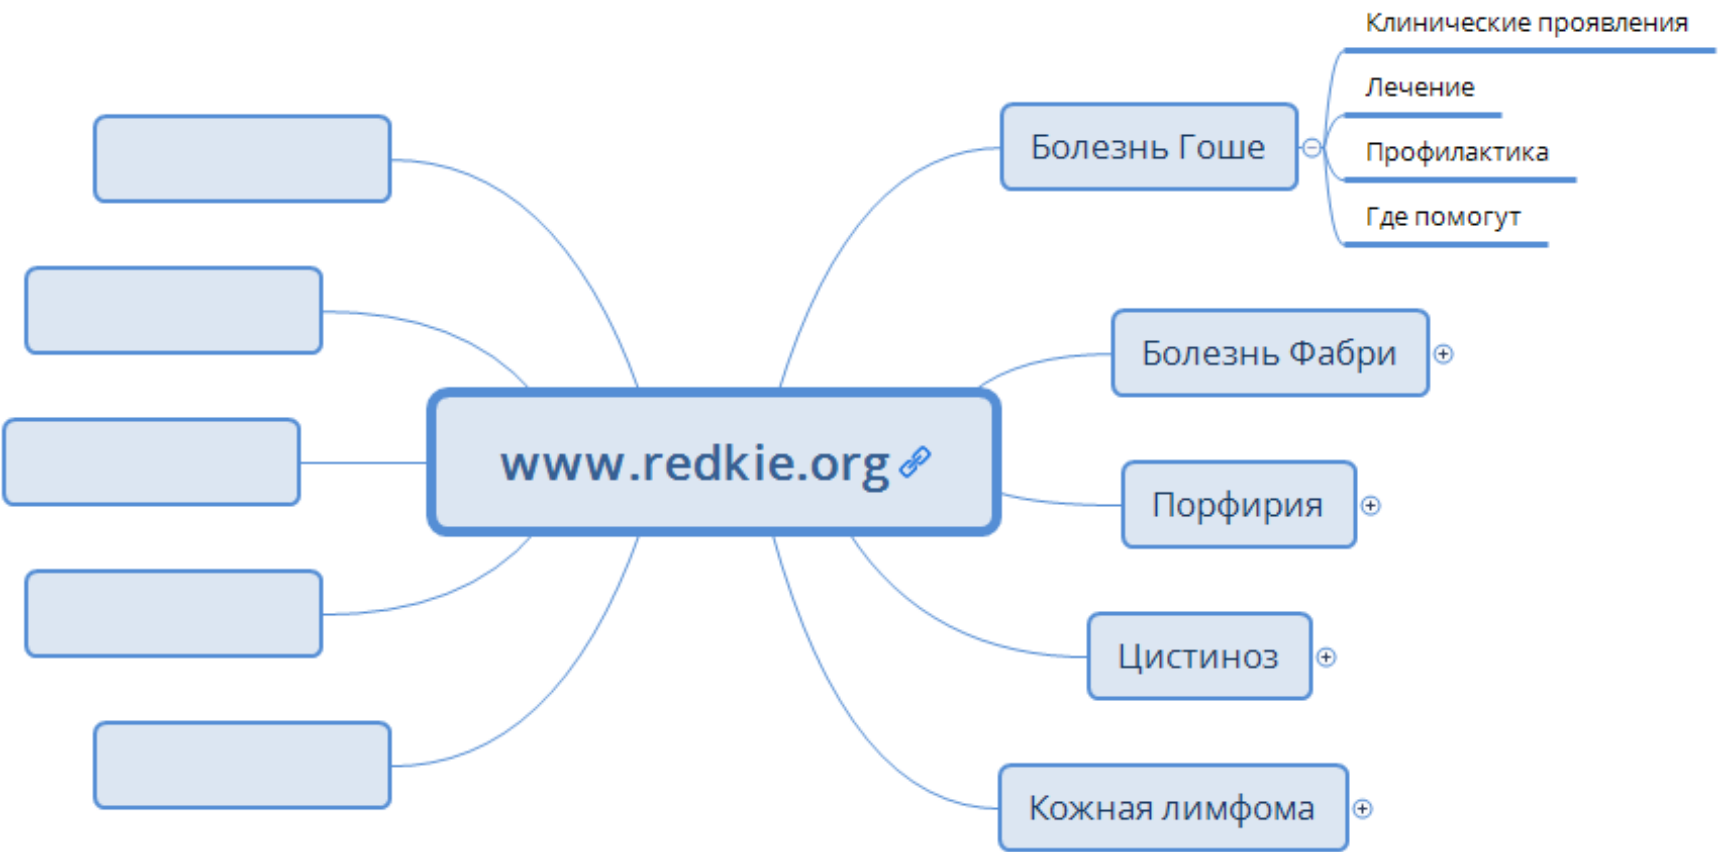 Клинические проявления
Лечение
Болезнь Гоше
Профилактика
Где помогут
Болезнь Фабри
www.redkie.org
Порфирия
Цистиноз
Кожная лимфома